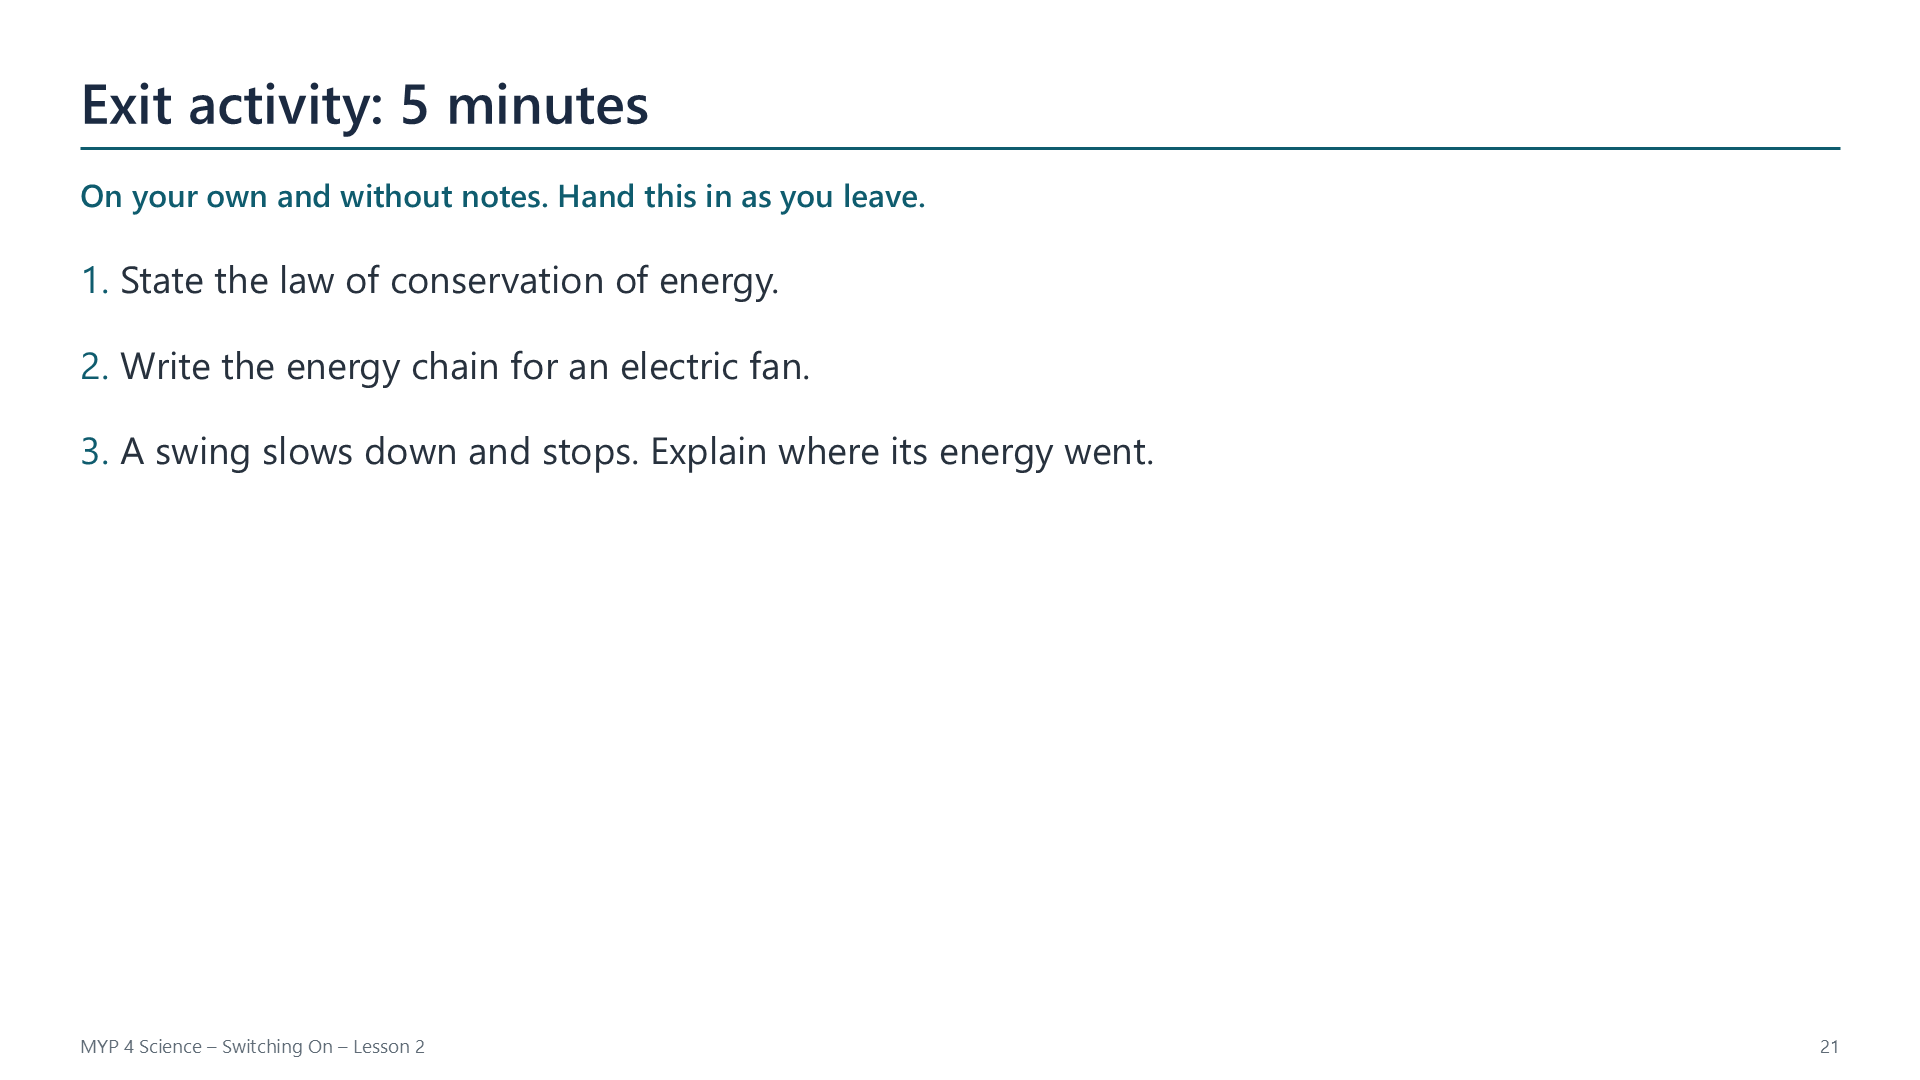 Exit activity: 5 minutes
On your own and without notes. Hand this in as you leave.
1. State the law of conservation of energy.
2. Write the energy chain for an electric fan.
3. A swing slows down and stops. Explain where its energy went.
MYP 4 Science – Switching On – Lesson 2
21